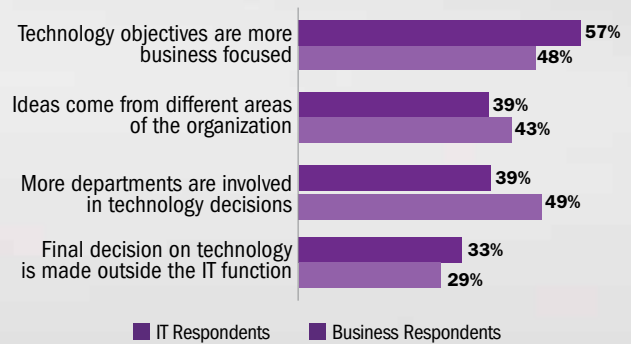 Technology objectives are more
business focused
57%
48%
Ideas come from different areas
of the organization
39%
43%
More departments are involved
in technology decisions
39%
49%
Final decision on technology
is made outside the IT function
33%
29%
IT Respondents Business Respondents